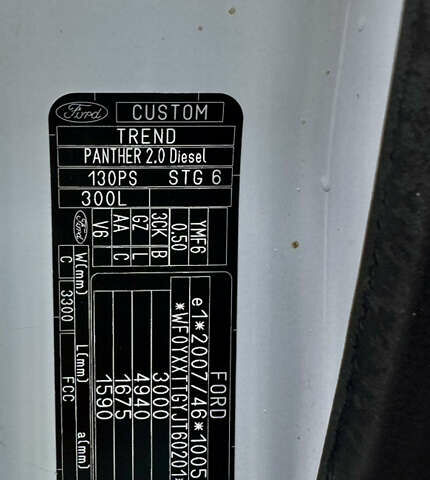 Ford CUSTOM
TREND
PANTHER 2.0 Diesel
130PS STG 6
300L
Ford
YMF6
0.50
3CK B
GZ L
AA C
V6
W(mm) L(mm) a(mm)
C 3300 FCC
FORD
e1*2007/46*1005
3000
4940
1675
1590